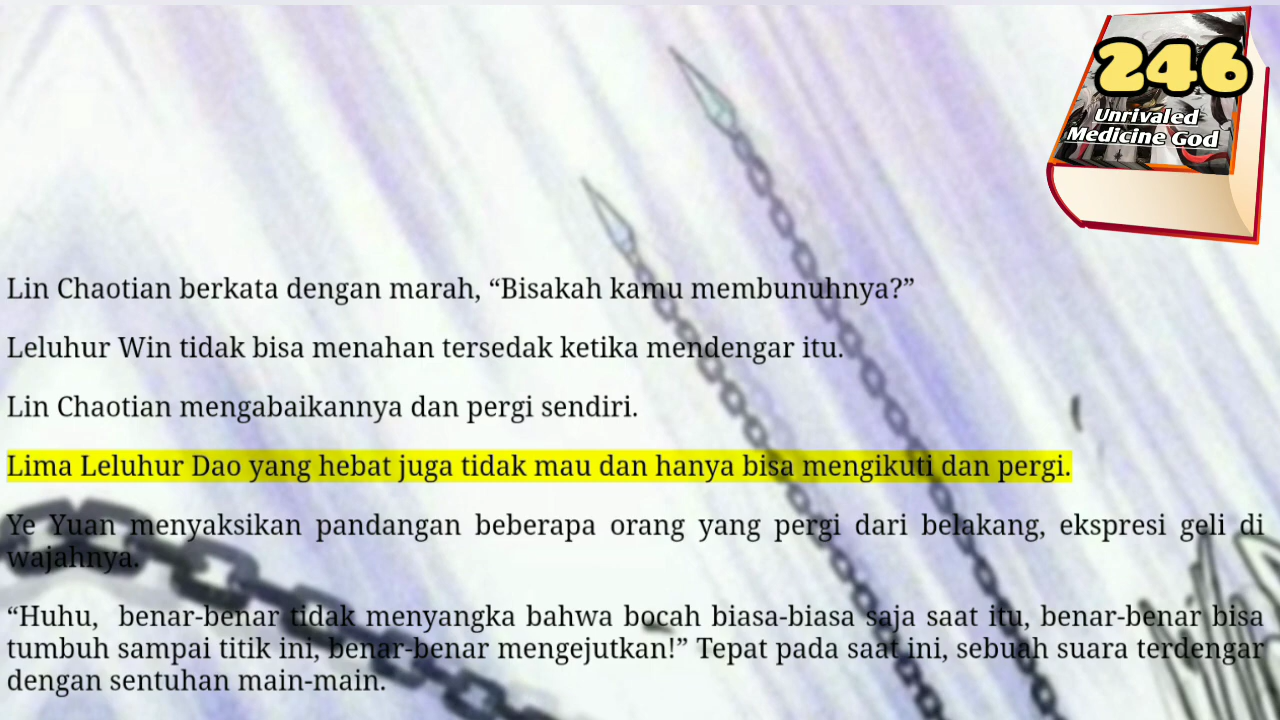 246
Unrivaled
Medicine God
Lin Chaotian berkata dengan marah, “Bisakah kamu membunuhnya?”
Leluhur Win tidak bisa menahan tersedak ketika mendengar itu.
Lin Chaotian mengabaikannya dan pergi sendiri.
Lima Leluhur Dao yang hebat juga tidak mau dan hanya bisa mengikuti dan pergi.
Ye Yuan menyaksikan pandangan beberapa orang yang pergi dari belakang, ekspresi geli di
wajahnya.
“Huhu,  benar-benar tidak menyangka bahwa bocah biasa-biasa saja saat itu, benar-benar bisa
tumbuh sampai titik ini, benar-benar mengejutkan!” Tepat pada saat ini, sebuah suara terdengar
dengan sentuhan main-main.